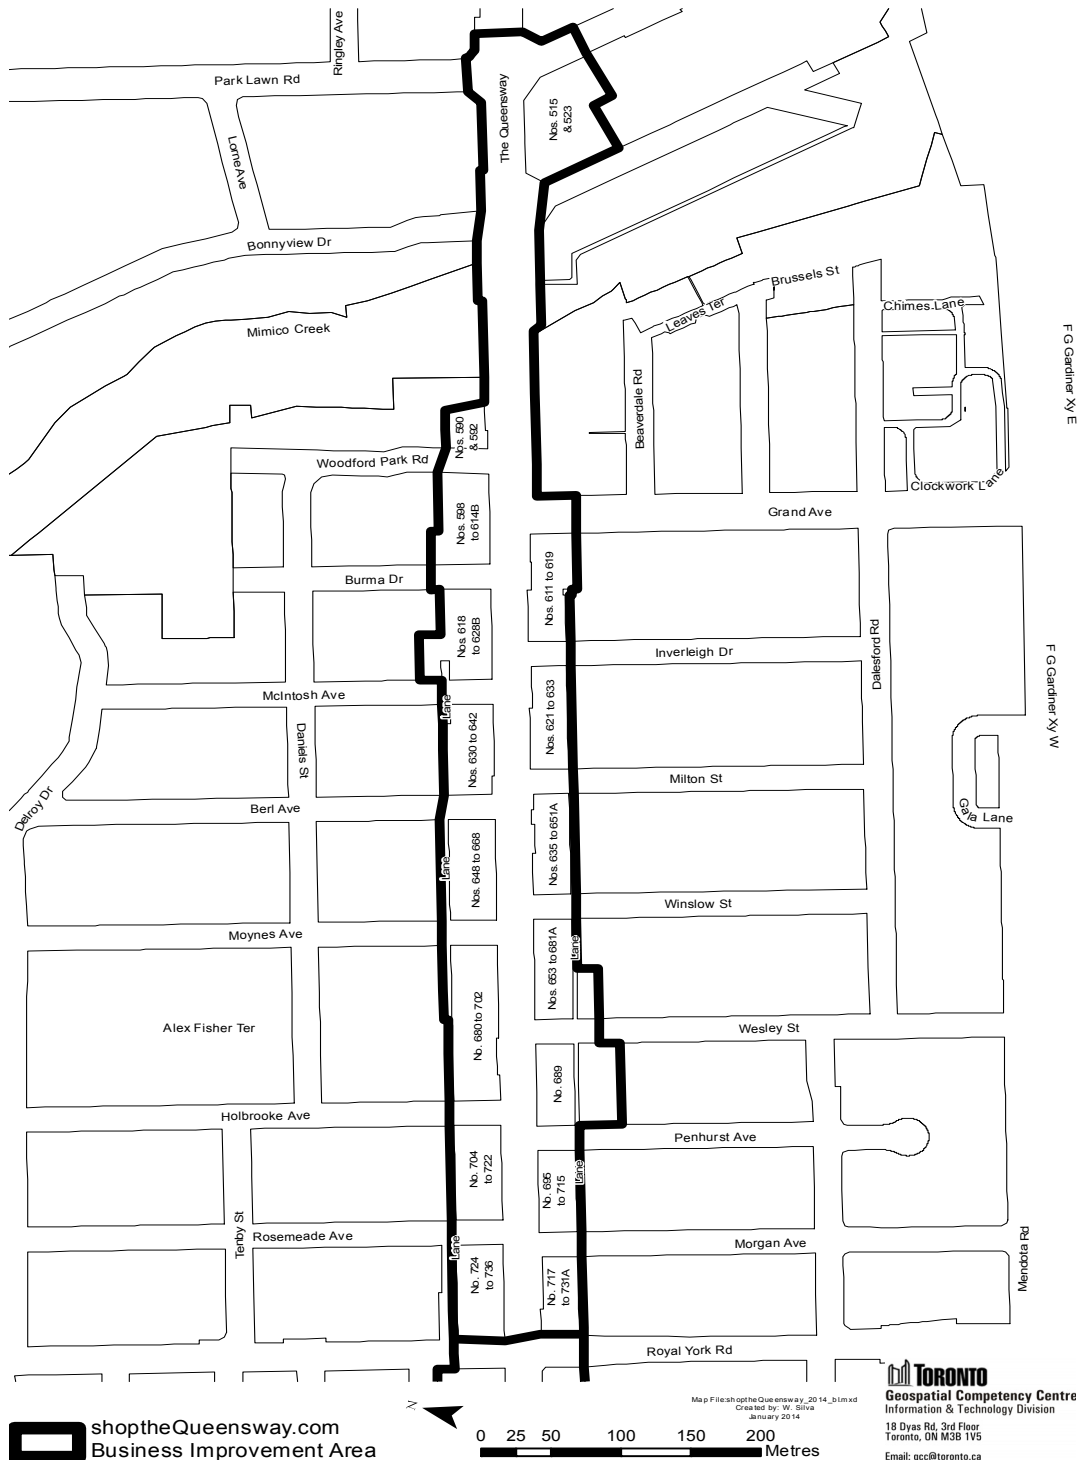 Ringley Ave
Park Lawn Rd
The Queensway
Nos. 515
& 523
Lorne Ave
Bonnyview Dr
Brussels St
Leaves Ter
Chimes Lane
Mimico Creek
F G Gardiner Xy E
Beaverdale Rd
Nos. 590
& 592
Woodford Park Rd
Clockwork Lane
Grand Ave
Nos. 598
to 614B
Nos. 611 to 619
Burma Dr
Nos. 618
to 628B
Inverleigh Dr
Dalesford Rd
F G Gardiner Xy W
McIntosh Ave
Lane
Nos. 621 to 633
Daniels St
Nos. 630 to 642
Milton St
Delroy Dr
Berl Ave
Gala Lane
Nos. 635 to 651A
Lane
Nos. 648 to 668
Winslow St
Moynes Ave
Nos. 653 to 681A
Lane
Alex Fisher Ter
No. 680 to 702
Wesley St
No. 689
Holbrooke Ave
Penhurst Ave
No. 704
to 722
No. 695
to 715
Lane
Tenby St
Rosemeade Ave
Lane
Morgan Ave
Mendota Rd
No. 724
to 736
No. 717
to 731A
Royal York Rd
N
Map File:shoptheQueensway_2014_blm.mxd
Created by: W. Silva
January 2014
TORONTO
Geospatial Competency Centre
Information & Technology Division
18 Dyas Rd, 3rd Floor
Toronto, ON M3B 1V5
Email: gcc@toronto.ca
shoptheQueensway.com
Business Improvement Area
0 25 50 100 150 200
Metres